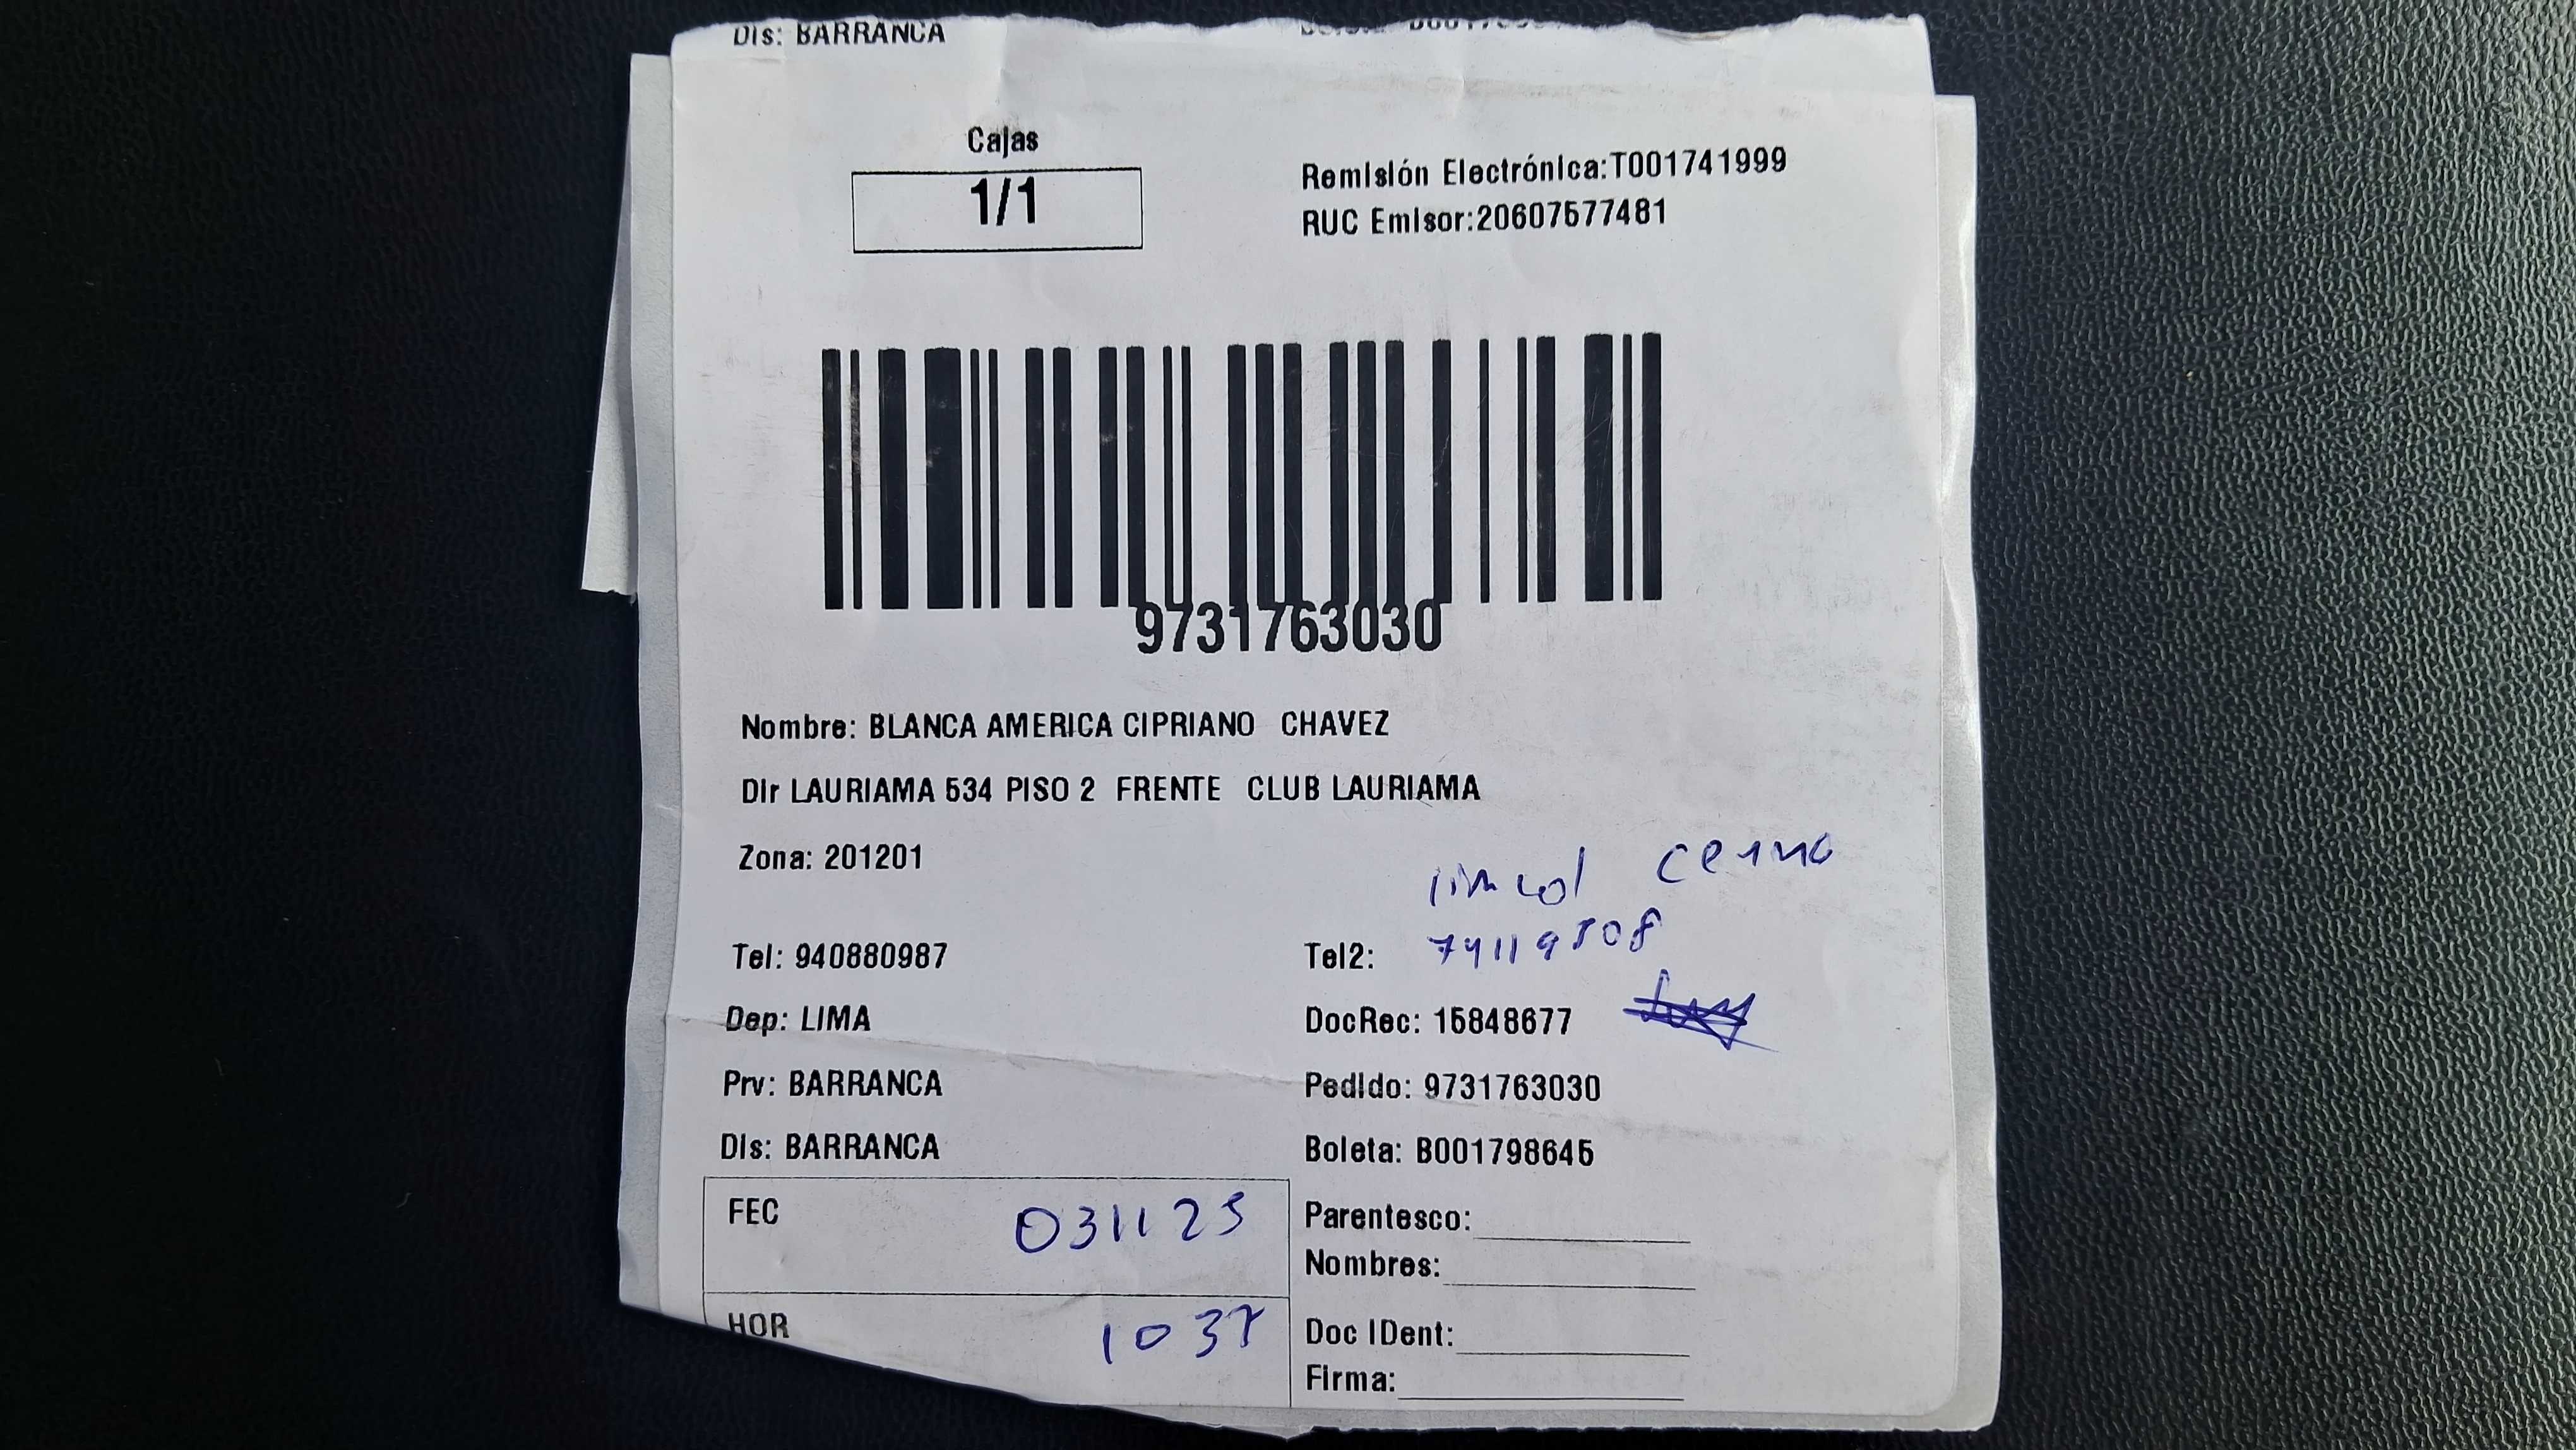 Dis: BARRANCA
Cajas
1/1
Remisión Electrónica:T001741999
RUC Emisor:20607577481
9731763030
Nombre: BLANCA AMERICA CIPRIANO CHAVEZ
Dir LAURIAMA 534 PISO 2 FRENTE CLUB LAURIAMA
Zona: 201201
Tel: 940880987
Tel2:
Dep: LIMA
DocRec: 15848677
Prv: BARRANCA
Pedido: 9731763030
Dis: BARRANCA
Boleta: B001798645
FEC 031125
Parentesco:
Nombres:
HOR 1037
Doc IDent:
Firma: